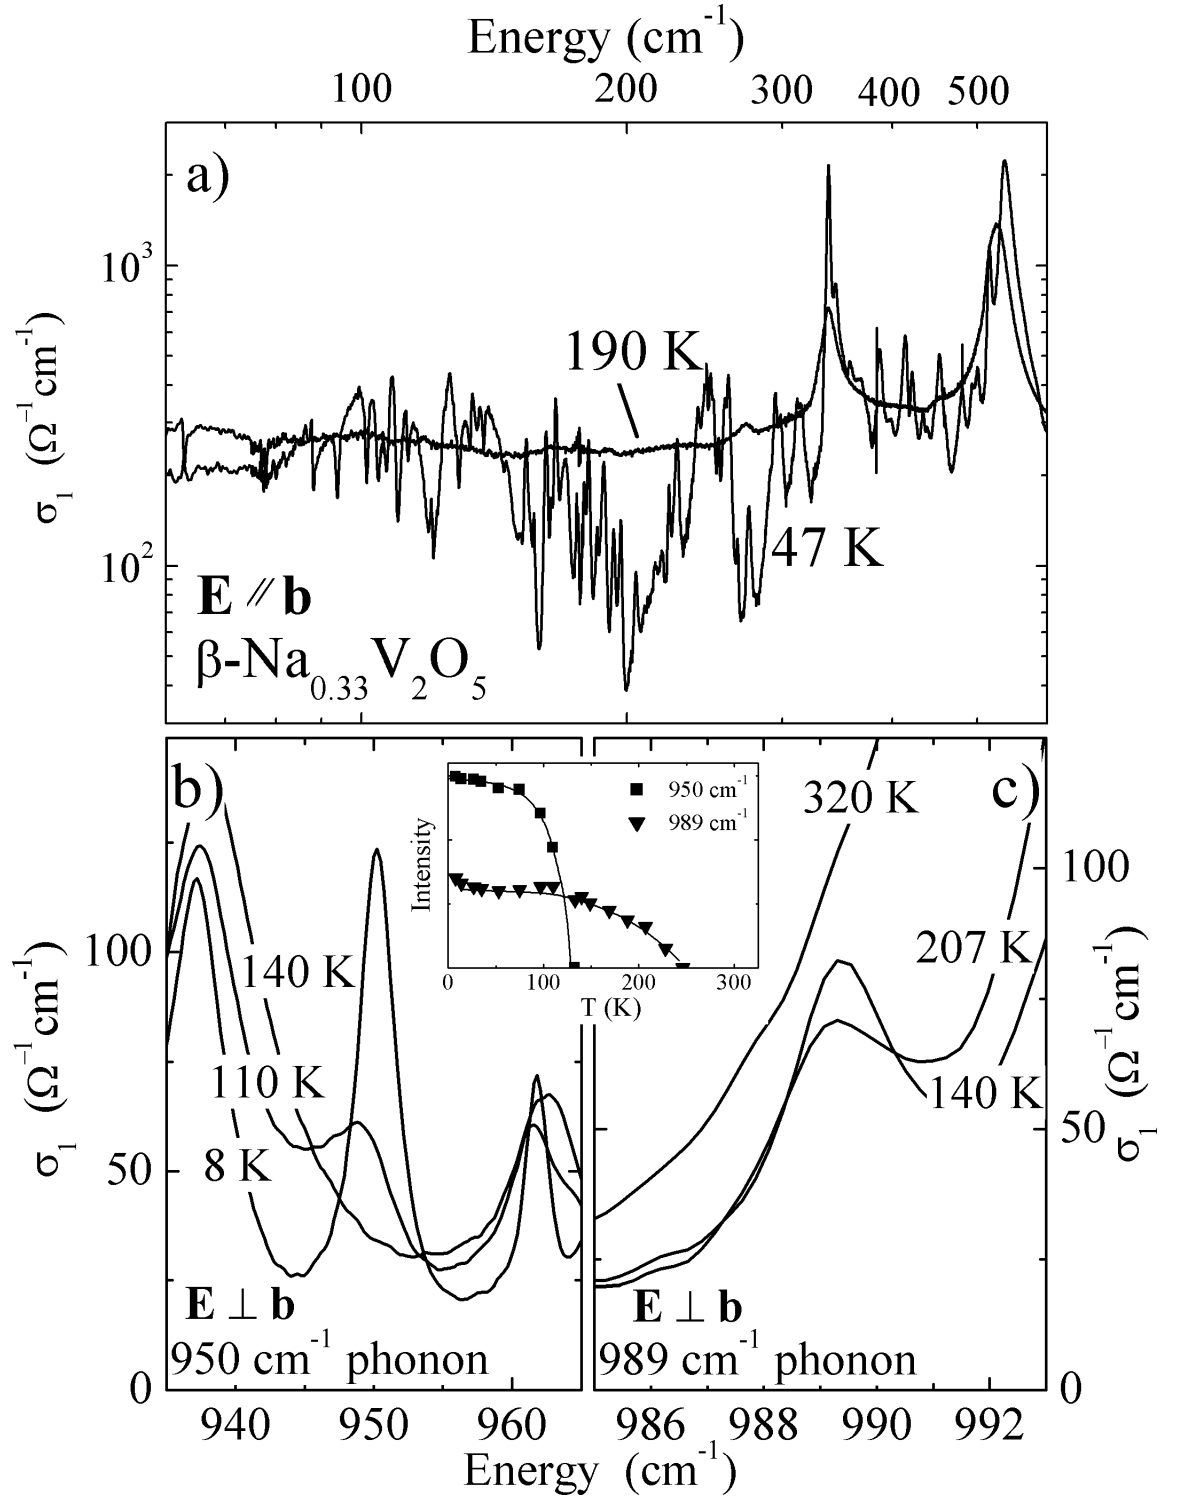 Energy (cm⁻¹)
100 200 300 400 500
a)
10³
190 K
σ₁ (Ω⁻¹cm⁻¹)
47 K
10²
E // b
β-Na₀.₃₃V₂O₅
b)
950 cm⁻¹
989 cm⁻¹
Intensity
0 100 200 300
T (K)
320 K
c)
100
207 K
100
140 K
110 K
140 K
50
8 K
50
σ₁ (Ω⁻¹cm⁻¹)
σ₁ (Ω⁻¹cm⁻¹)
E ⊥ b
950 cm⁻¹ phonon
E ⊥ b
989 cm⁻¹ phonon
0
0
940 950 960
986 988 990 992
Energy (cm⁻¹)